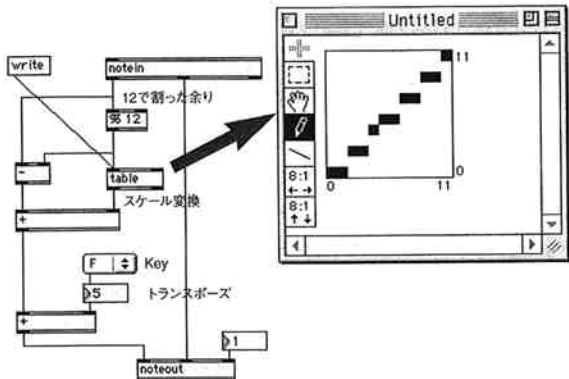 Untitled
write
notein
12で割った余り
% 12
-
table
スケール変換
+
F
Key
5
トランスポーズ
+
1
noteout
11
0
0
11
8:1
8:1